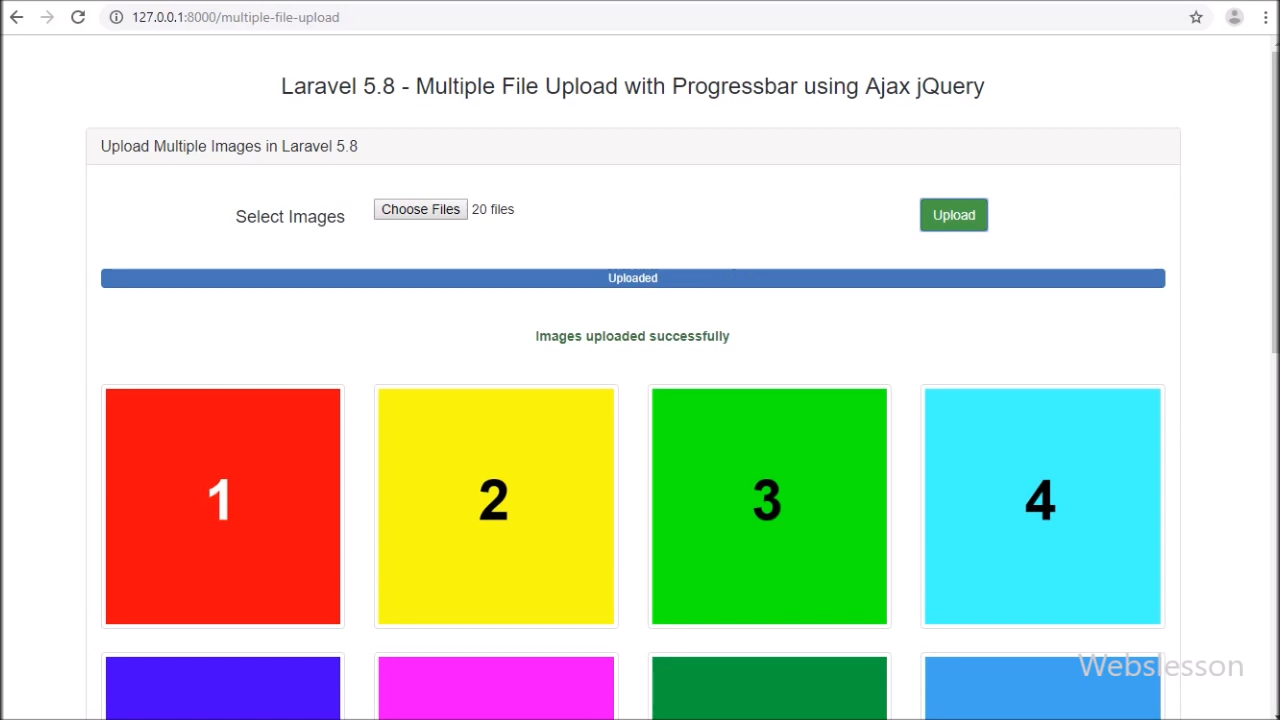 127.0.0.1:8000/multiple-file-upload
Laravel 5.8 - Multiple File Upload with Progressbar using Ajax jQuery
Upload Multiple Images in Laravel 5.8
Select Images
Choose Files 20 files
Upload
Uploaded
Images uploaded successfully
1 2 3 4
Webslesson